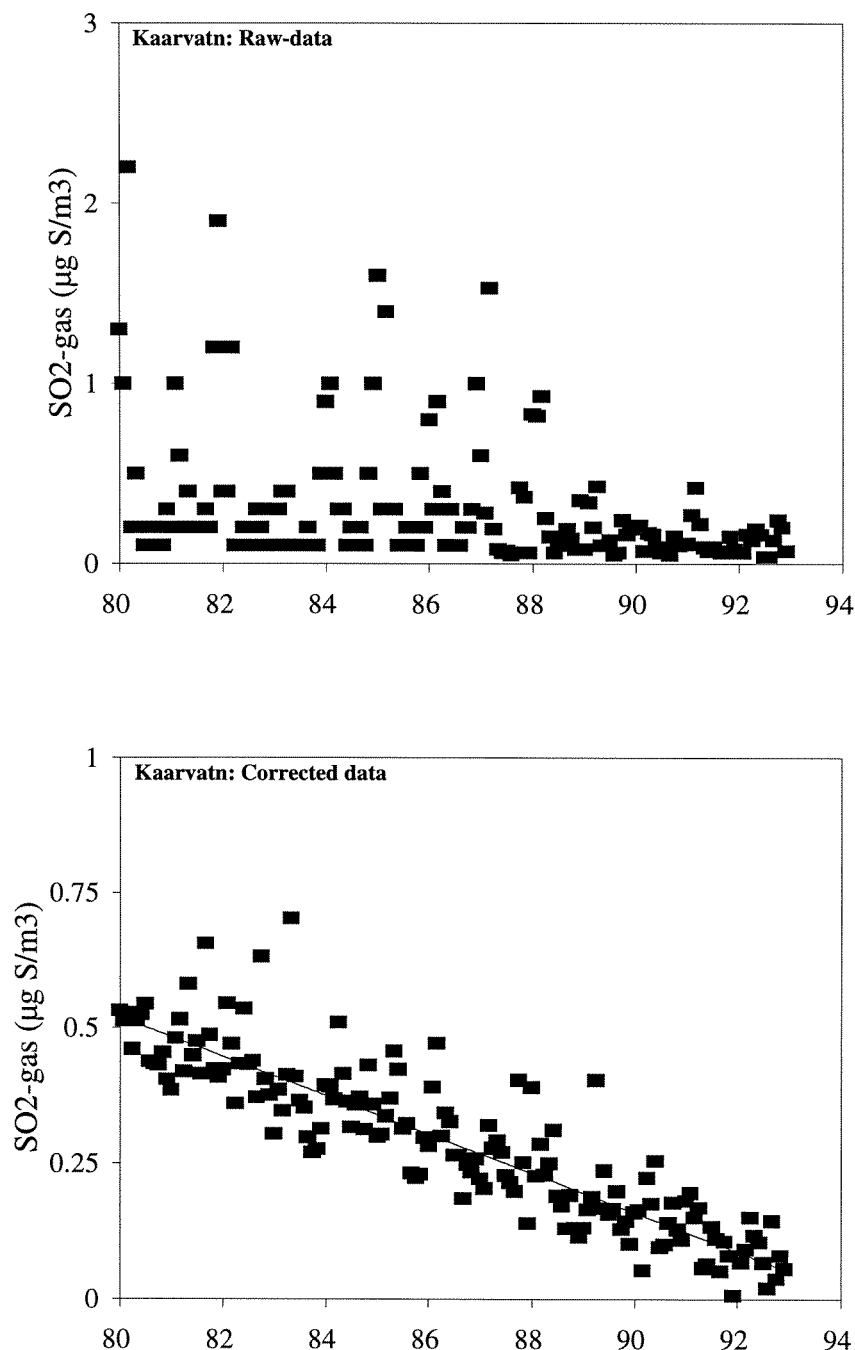 Kaarvatn: Raw-data
SO2-gas (µg S/m3)
3
2
1
0
80 82 84 86 88 90 92 94
Kaarvatn: Corrected data
SO2-gas (µg S/m3)
1
0.75
0.5
0.25
0
80 82 84 86 88 90 92 94